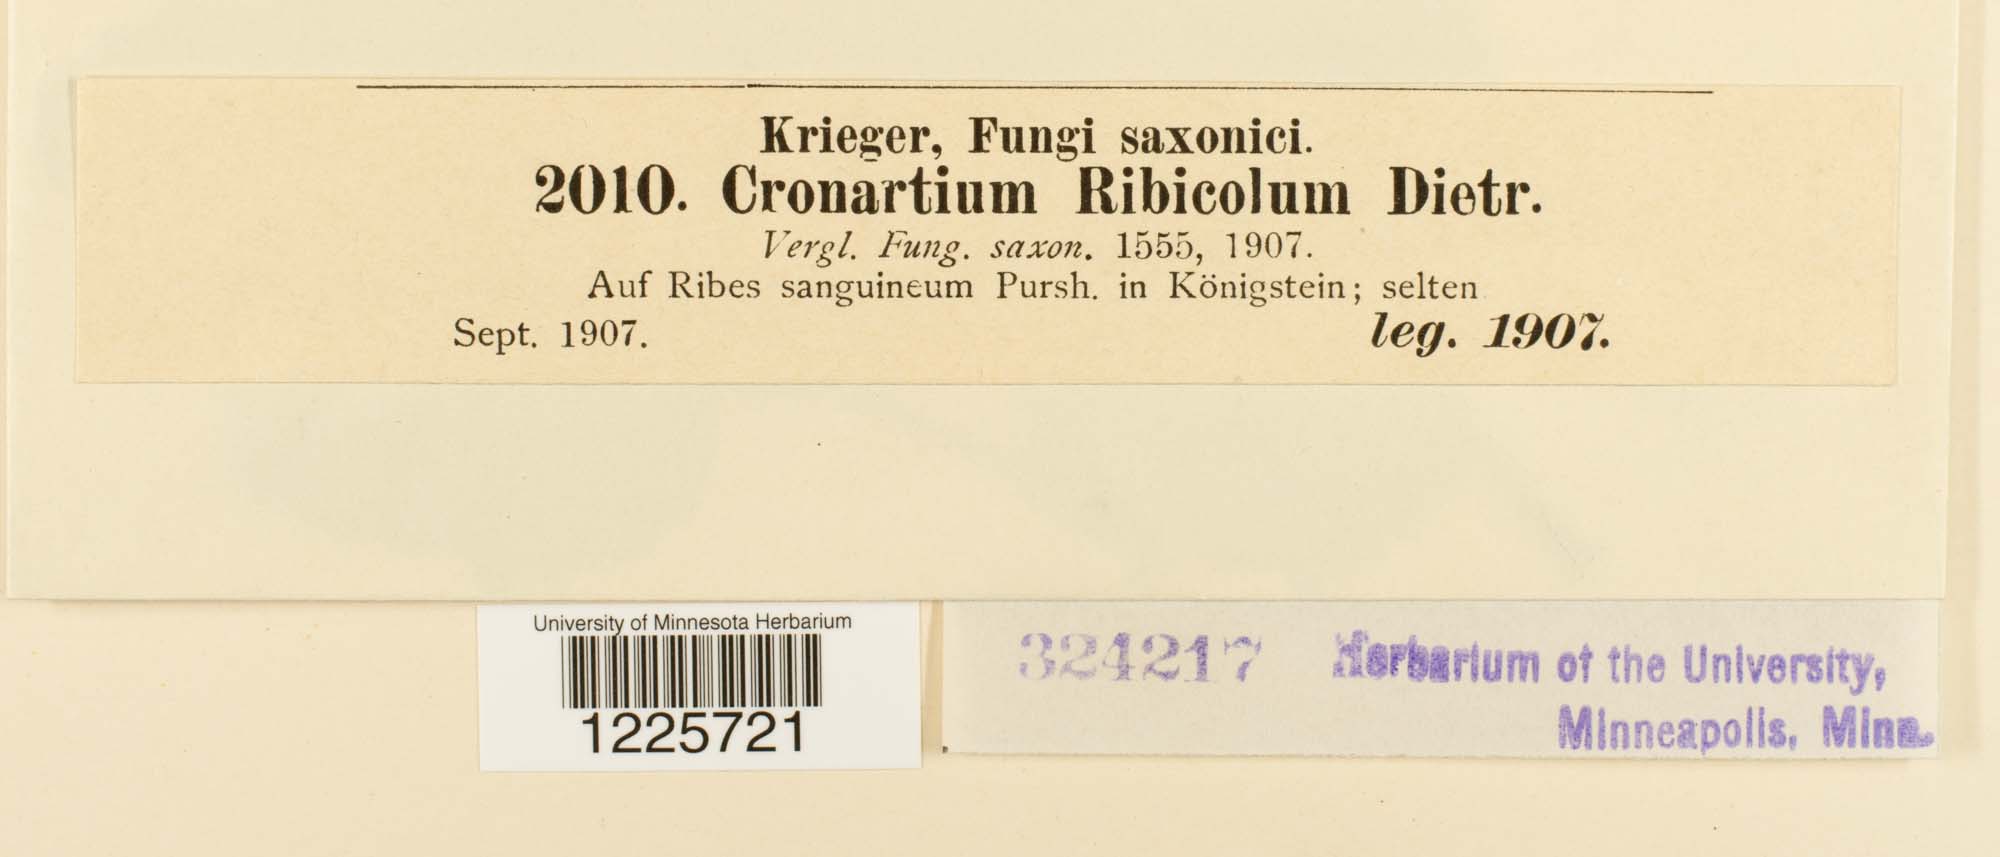 Krieger, Fungi saxonici.
2010. Cronartium Ribicolum Dietr.
Vergl. Fung. saxon. 1555, 1907.
Auf Ribes sanguineum Pursh. in Königstein; selten
Sept. 1907.
leg. 1907.
University of Minnesota Herbarium
1225721
324217 Herbarium of the University,
Minneapolis, Minn.